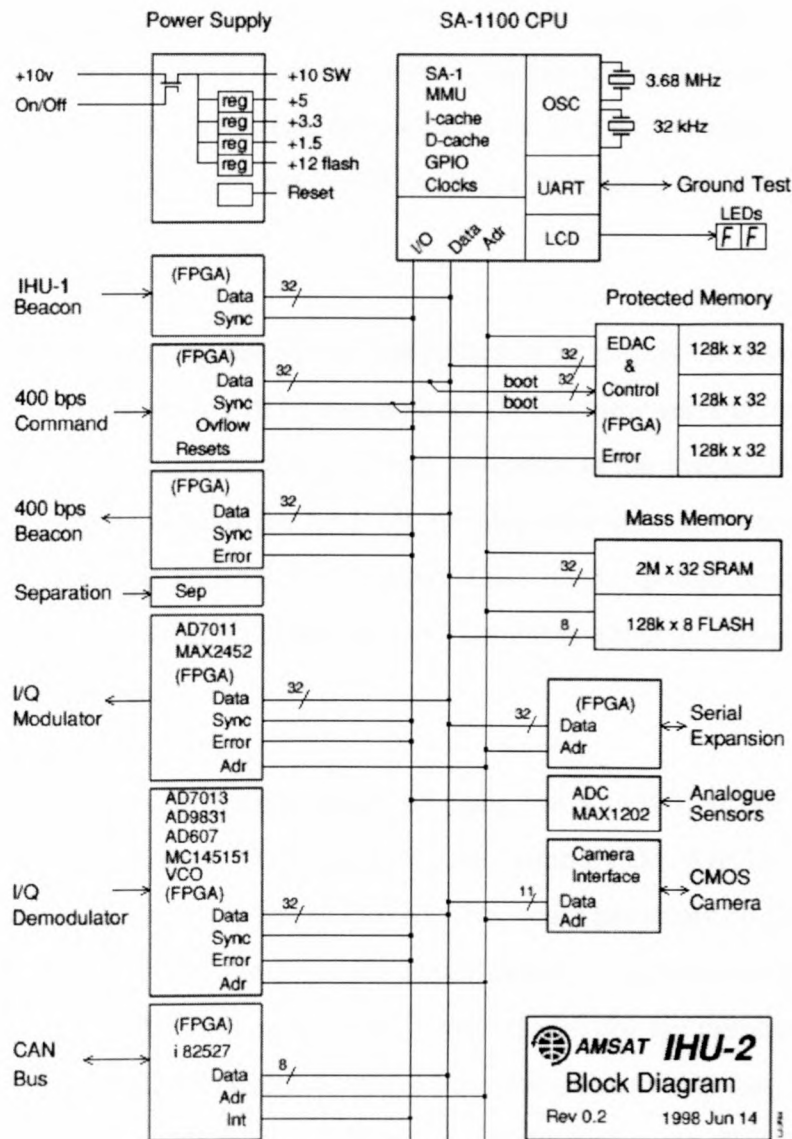 Power Supply
+10v
On/Off
+10 SW
reg +5
reg +3.3
reg +1.5
reg +12 flash
Reset
SA-1100 CPU
SA-1
MMU
I-cache
D-cache
GPIO
Clocks
OSC
3.68 MHz
32 kHz
UART
Ground Test
LCD
LEDs
F F
I/O
Data
Adr
IHU-1
Beacon
(FPGA)
Data
32
Sync
400 bps
Command
(FPGA)
Data
32
Sync
Ovflow
Resets
boot
boot
Protected Memory
EDAC
&
Control
(FPGA)
Error
32
32
128k x 32
128k x 32
128k x 32
400 bps
Beacon
(FPGA)
Data
32
Sync
Error
Separation
Sep
Mass Memory
32
2M x 32 SRAM
8
128k x 8 FLASH
I/Q
Modulator
AD7011
MAX2452
(FPGA)
Data
32
Sync
Error
Adr
32
(FPGA)
Data
Adr
Serial
Expansion
ADC
MAX1202
Analogue
Sensors
I/Q
Demodulator
AD7013
AD9831
AD607
MC145151
VCO
(FPGA)
Data
32
Sync
Error
Adr
Camera
Interface
11
Data
Adr
CMOS
Camera
CAN
Bus
(FPGA)
i 82527
Data
8
Adr
Int
AMSAT IHU-2
Block Diagram
Rev 0.2 1998 Jun 14